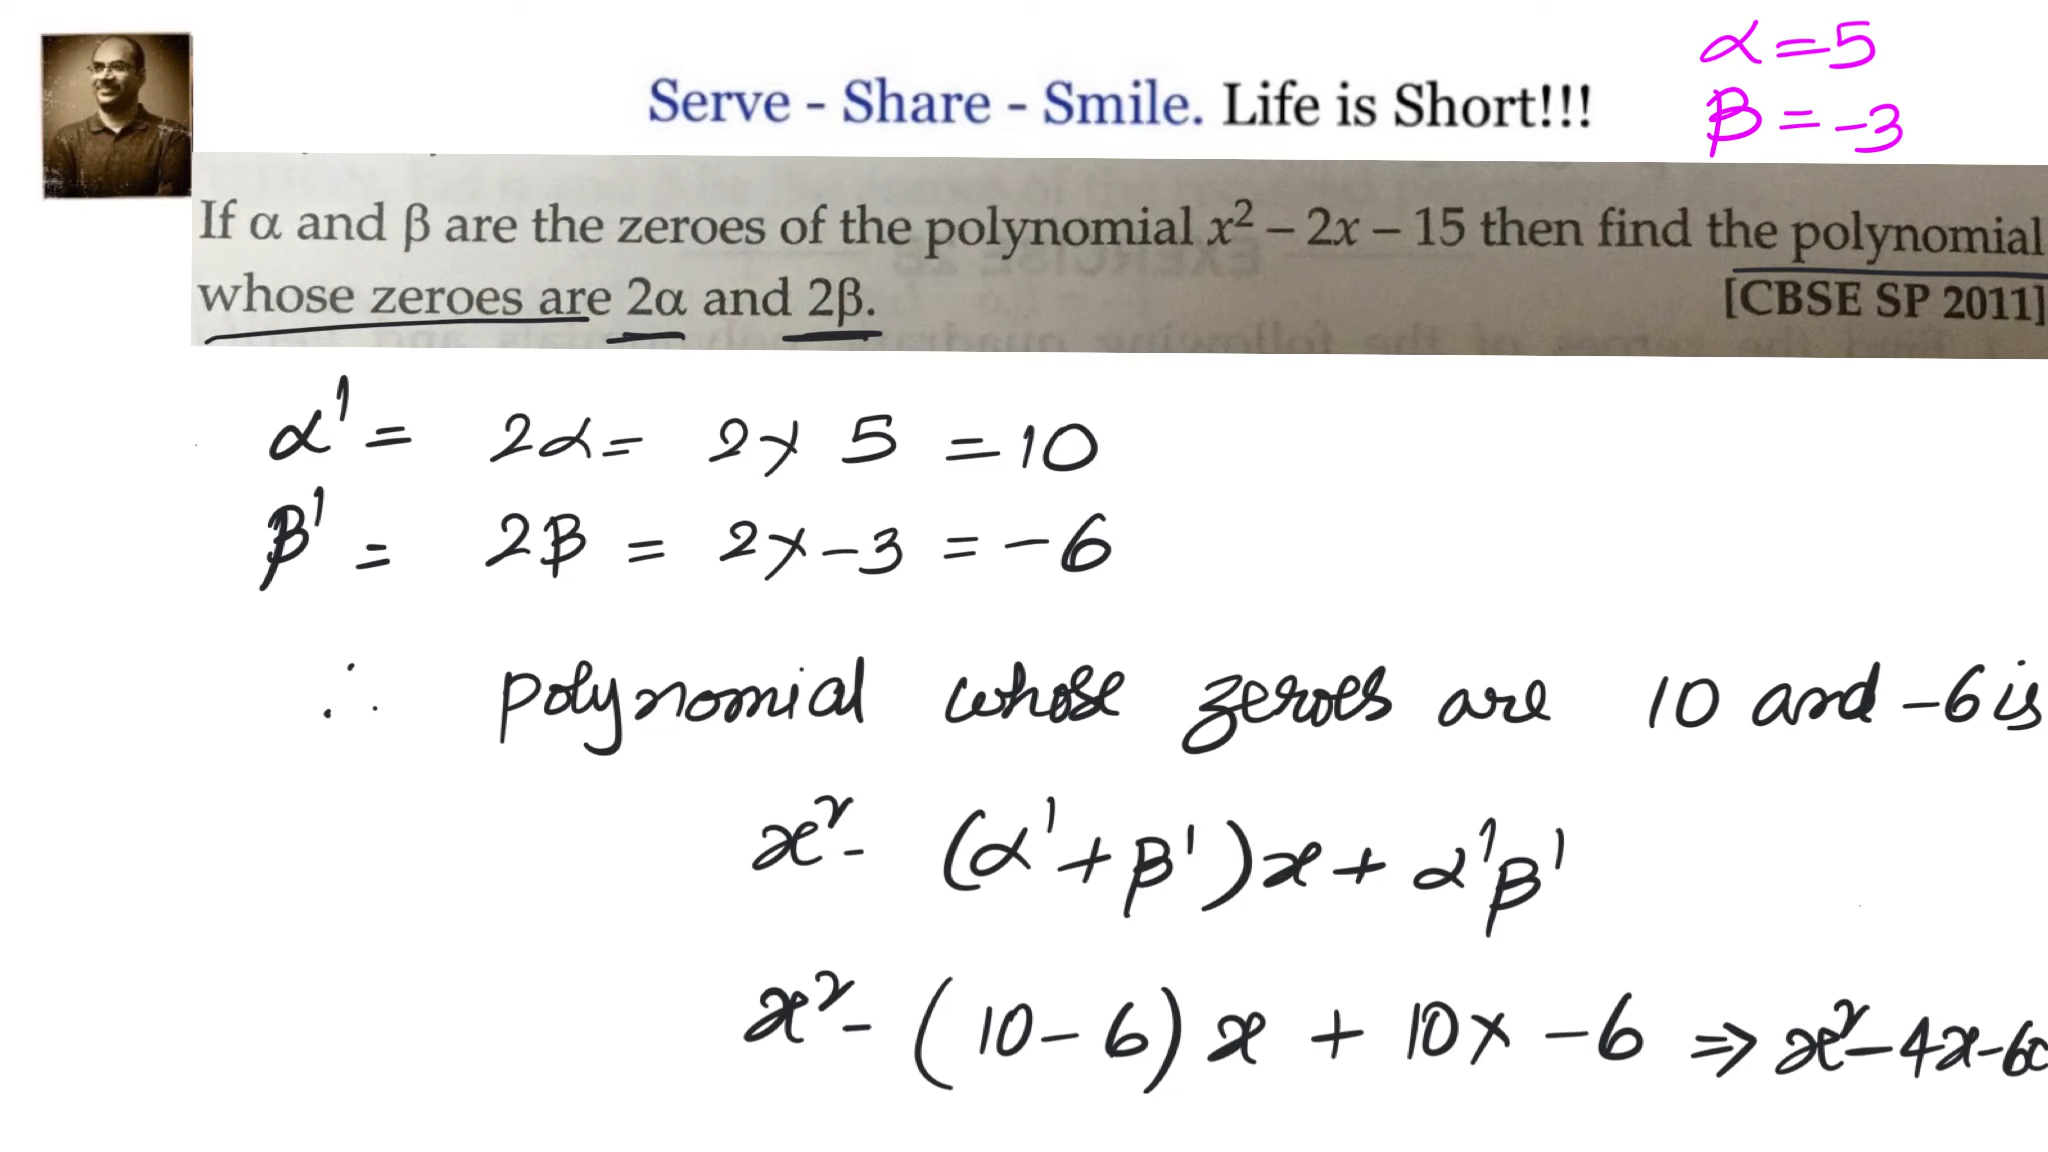 α = 5
Serve - Share - Smile. Life is Short!!!
β = -3
If α and β are the zeroes of the polynomial x² – 2x – 15 then find the polynomial
whose zeroes are 2α and 2β. [CBSE SP 2011]
α' = 2α = 2 × 5 = 10
β' = 2β = 2 × -3 = -6
∴ polynomial whose zeroes are 10 and -6 is
x² - (α' + β')x + α'β'
x² - (10 - 6) x + 10 × -6 ⇒ x² - 4x - 60